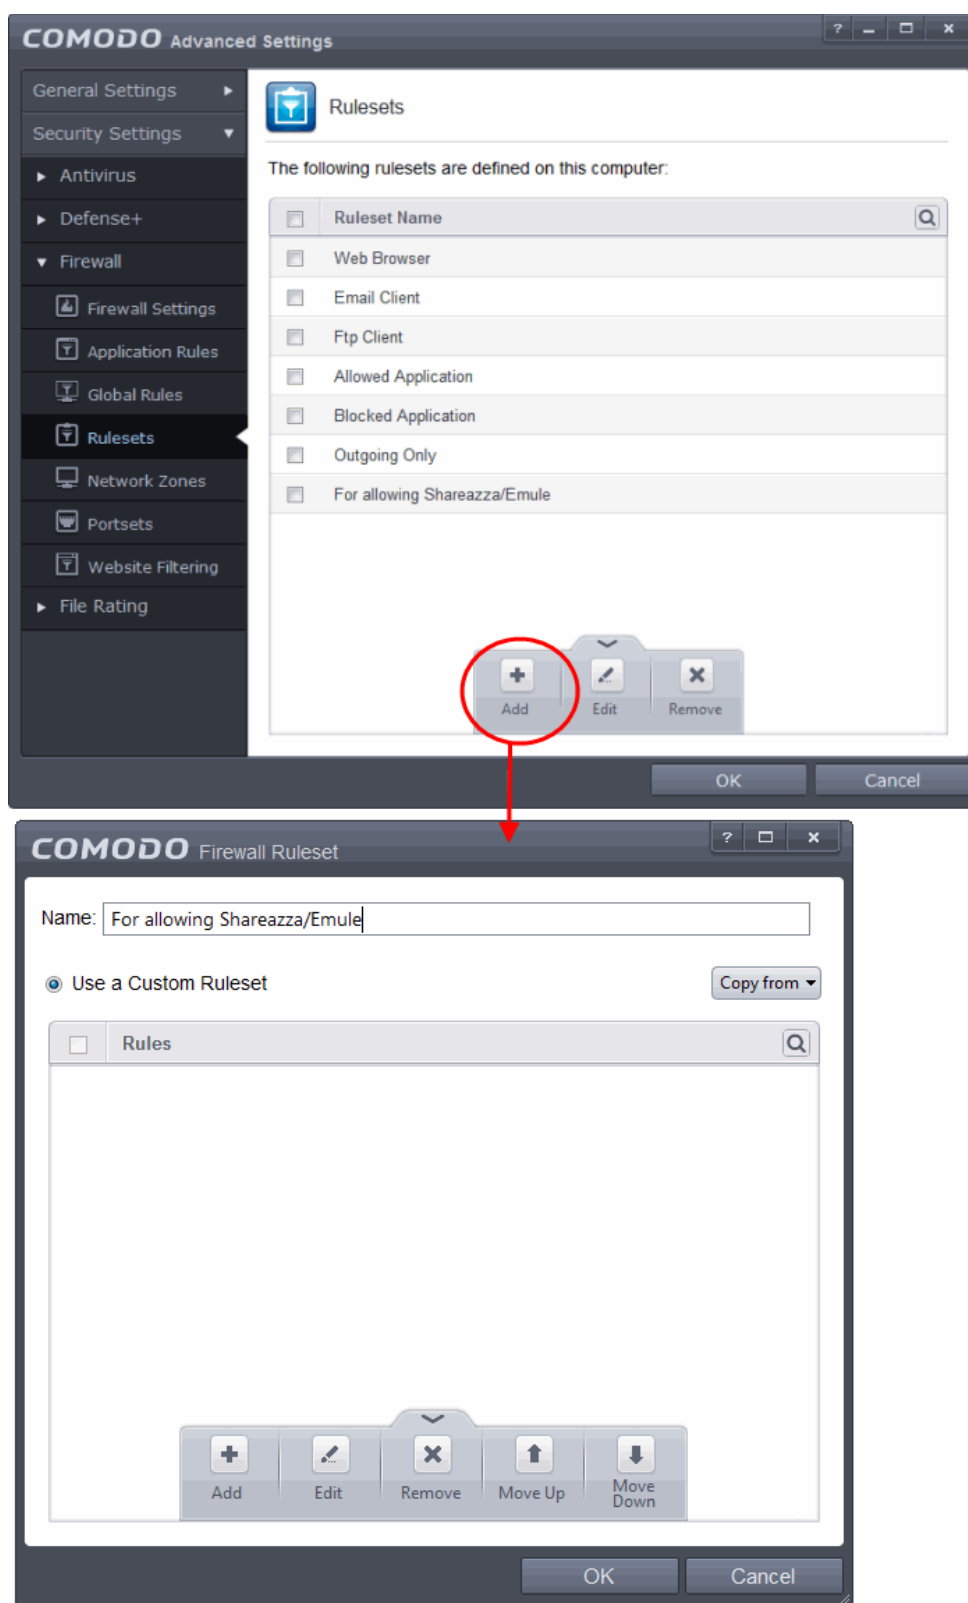 COMODO Advanced Settings
?
General Settings
Security Settings
Antivirus
Defense+
Firewall
Firewall Settings
Application Rules
Global Rules
Rulesets
Network Zones
Portsets
Website Filtering
File Rating
Rulesets
The following rulesets are defined on this computer:
Ruleset Name
Web Browser
Email Client
Ftp Client
Allowed Application
Blocked Application
Outgoing Only
For allowing Shareazza/Emule
Add Edit Remove
OK Cancel
COMODO Firewall Ruleset
?
Name: For allowing Shareazza/Emule
Use a Custom Ruleset Copy from
Rules
Add Edit Remove Move Up Move
Down
OK Cancel